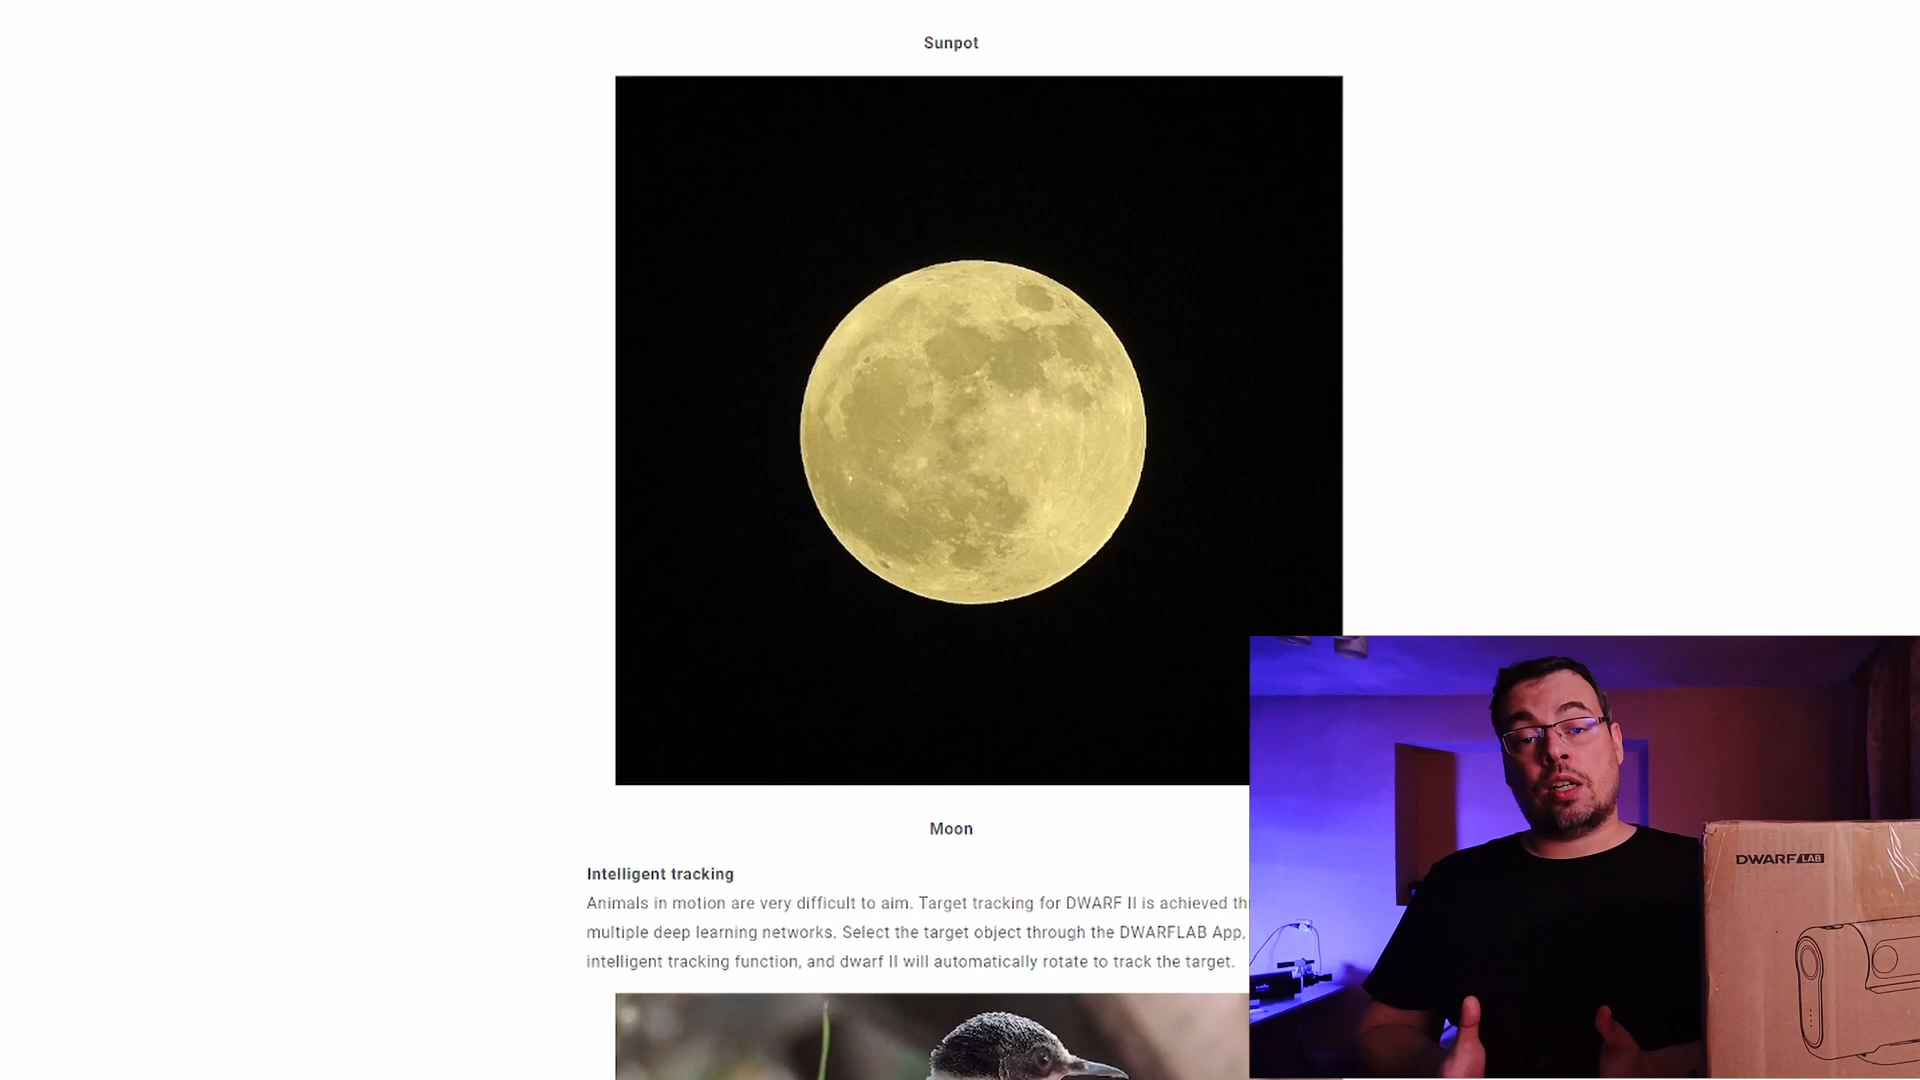 Sunpot
Moon
Intelligent tracking
Animals in motion are very difficult to aim. Target tracking for DWARF II is achieved
multiple deep learning networks. Select the target object through the DWARFLAB App,
intelligent tracking function, and dwarf II will automatically rotate to track the target.
DWARF LAB